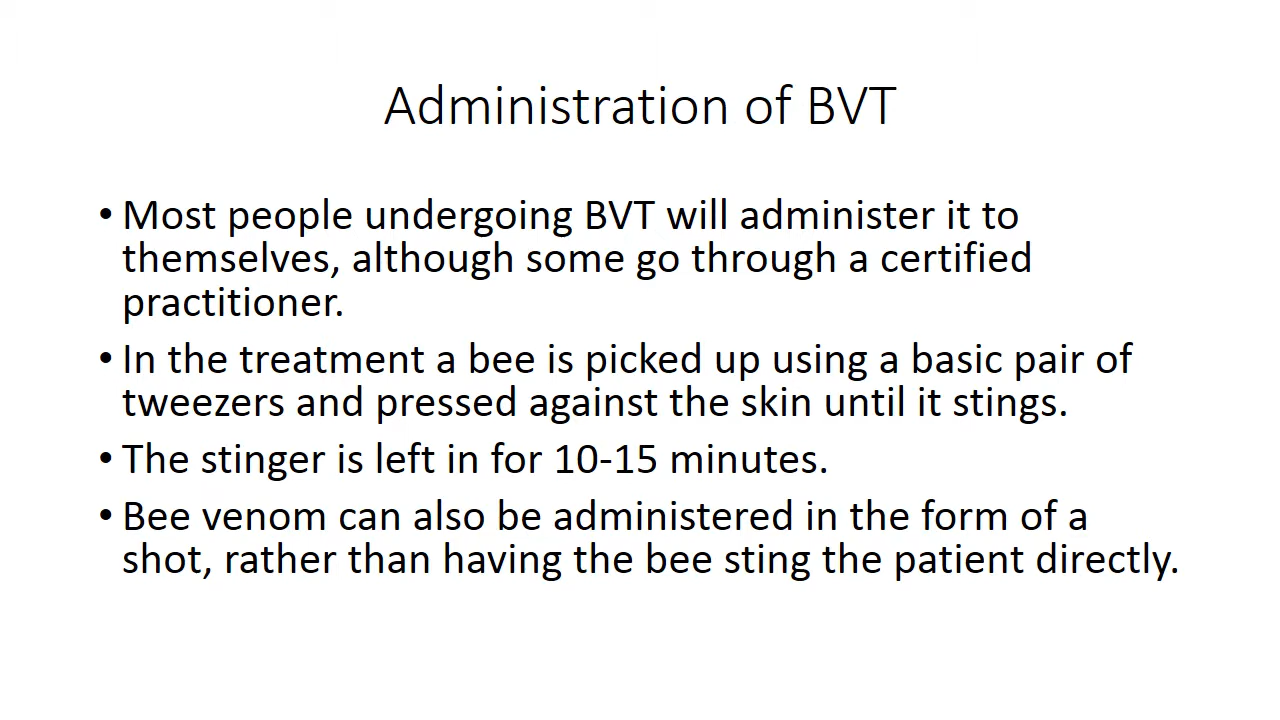 Administration of BVT
• Most people undergoing BVT will administer it to
themselves, although some go through a certified
practitioner.
• In the treatment a bee is picked up using a basic pair of
tweezers and pressed against the skin until it stings.
• The stinger is left in for 10-15 minutes.
• Bee venom can also be administered in the form of a
shot, rather than having the bee sting the patient directly.